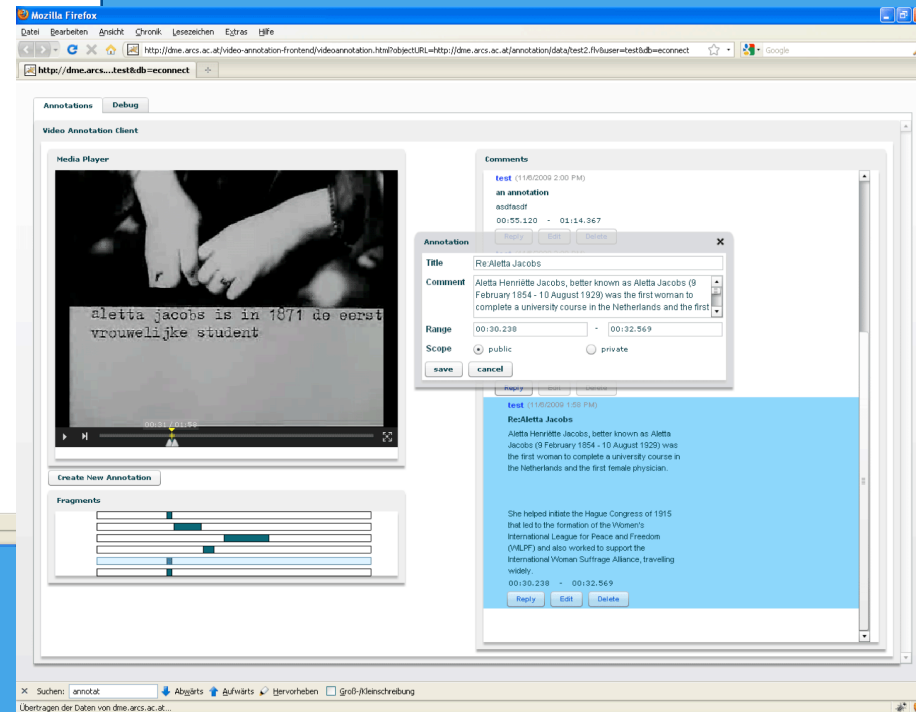 Mozilla Firefox
Datei Bearbeiten Ansicht Chronik Lesezeichen Extras Hilfe
http://dme.arcs.ac.at/video-annotation-frontend/videoannotation.html?objectURL=http://dme.arcs.ac.at/annotation/data/test2.flv&user=test&db=econnect
Google
http://dme.arcs....test&db=econnect
Annotations Debug
Video Annotation Client
Media Player
aletta jacobs is in 1871 de eerst
vrouwelijke student
00:31 / 01:58
Create New Annotation
Fragments
Comments
test (11/6/2009 2:00 PM)
an annotation
asdfasdf
00:55.120 - 01:14.367
Reply Edit Delete
Annotation
Title Re:Aletta Jacobs
Comment Aletta Henriëtte Jacobs, better known as Aletta Jacobs (9
February 1854 - 10 August 1929) was the first woman to
complete a university course in the Netherlands and the first
Range 00:30.238 - 00:32.569
Scope public private
save cancel
Reply Edit Delete
test (11/6/2009 1:58 PM)
Re:Aletta Jacobs
Aletta Henriëtte Jacobs, better known as Aletta
Jacobs (9 February 1854 - 10 August 1929) was
the first woman to complete a university course in
the Netherlands and the first female physician.
She helped initiate the Hague Congress of 1915
that led to the formation of the Women's
International League for Peace and Freedom
(WILPF) and also worked to support the
International Woman Suffrage Alliance, travelling
widely.
00:30.238 - 00:32.569
Reply Edit Delete
Suchen: annotat Abwärts Aufwärts Hervorheben Groß-/Kleinschreibung
Übertragen der Daten von dme.arcs.ac.at...